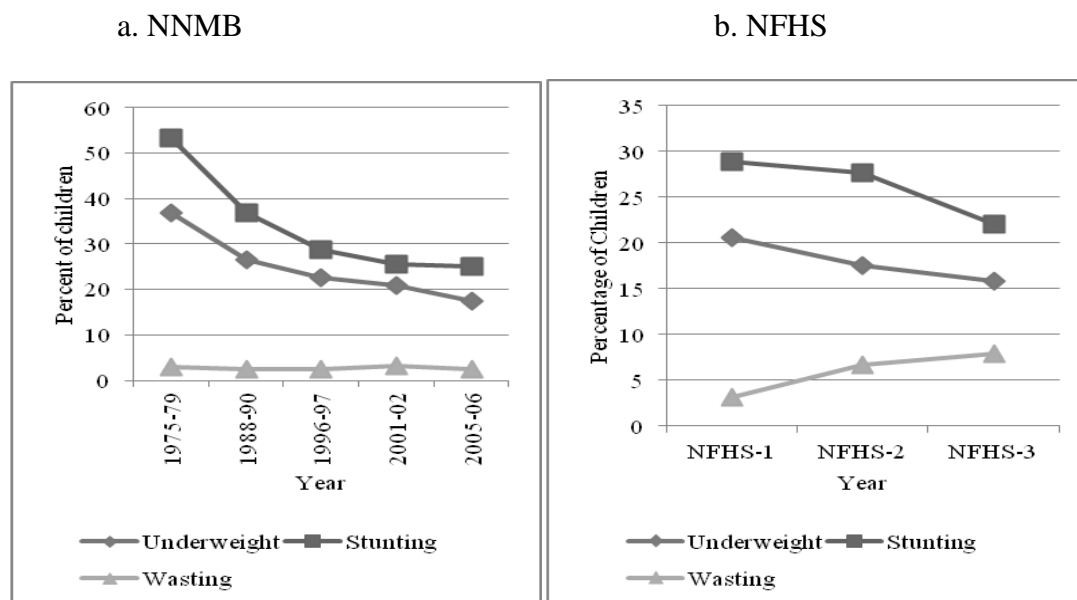 a. NNMB
b. NFHS
Percent of children
60
50
40
30
20
10
0
1975-79
1988-90
1996-97
2001-02
2005-06
Year
Underweight
Stunting
Wasting
Percentage of Children
35
30
25
20
15
10
5
0
NFHS-1
NFHS-2
NFHS-3
Year
Underweight
Stunting
Wasting